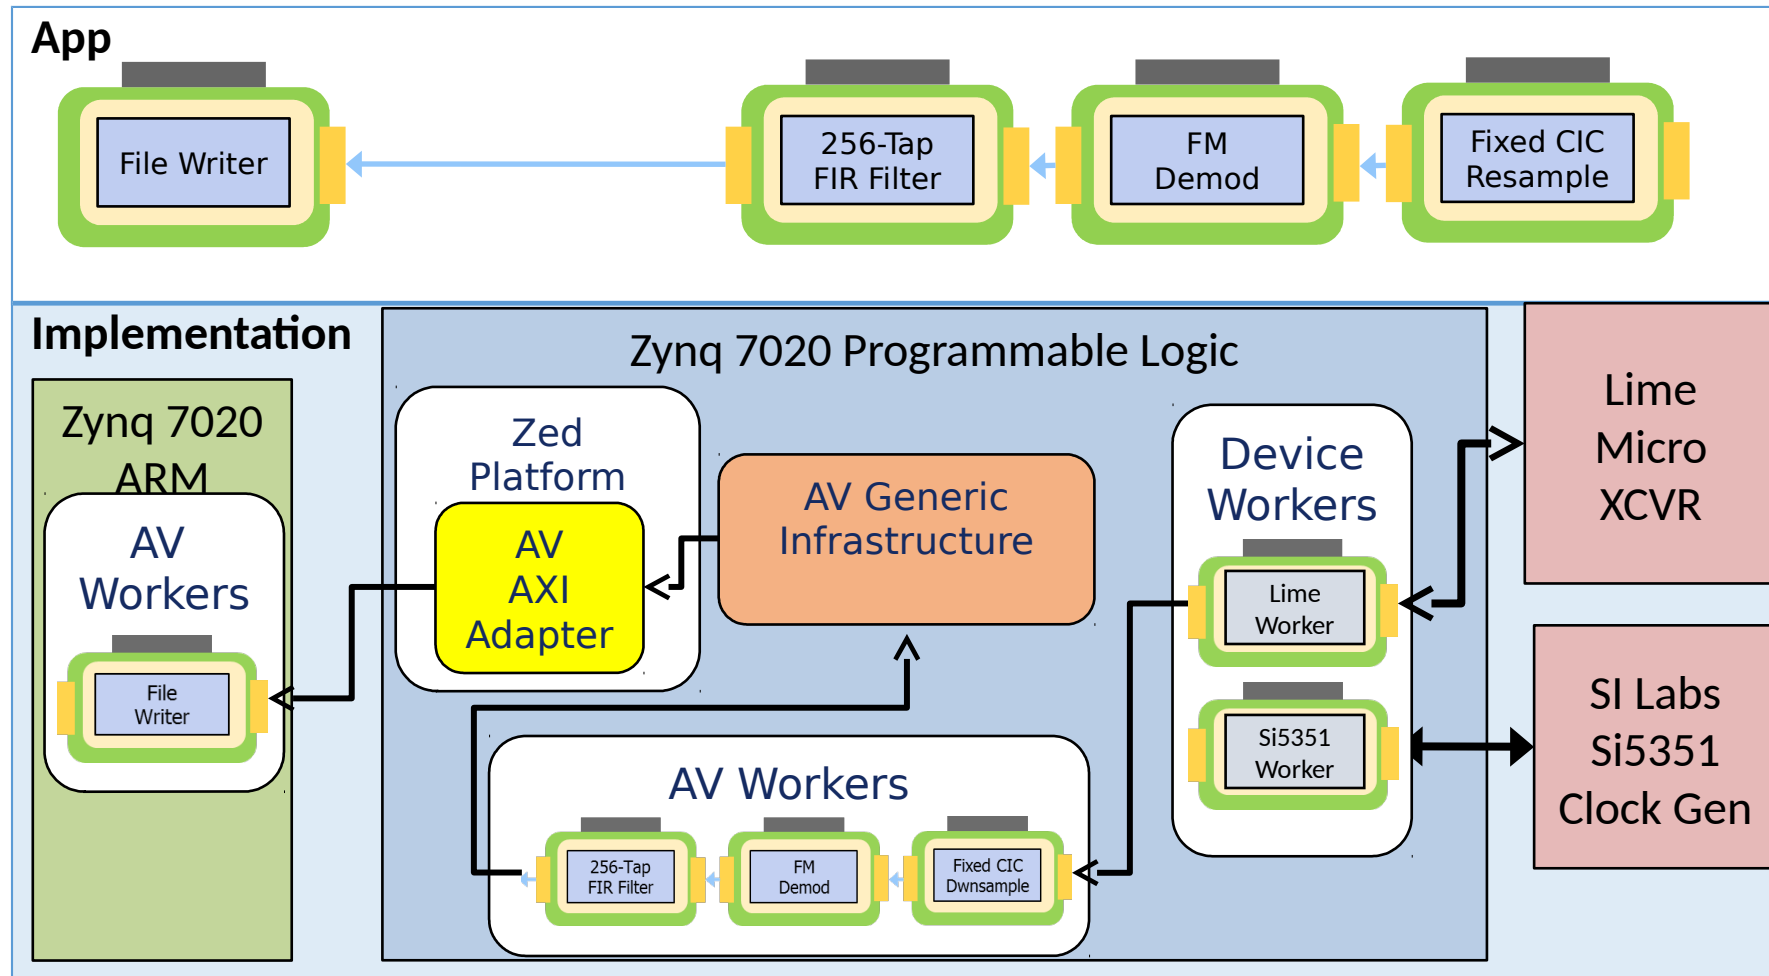 App
File Writer
256-Tap
FIR Filter
FM
Demod
Fixed CIC
Resample
Implementation
Zynq 7020
ARM
AV
Workers
File
Writer
Zynq 7020 Programmable Logic
Zed
Platform
AV
AXI
Adapter
AV Generic
Infrastructure
AV Workers
256-Tap
FIR Filter
FM
Demod
Fixed CIC
Dwnsample
Device
Workers
Lime
Worker
Si5351
Worker
Lime
Micro
XCVR
SI Labs
Si5351
Clock Gen